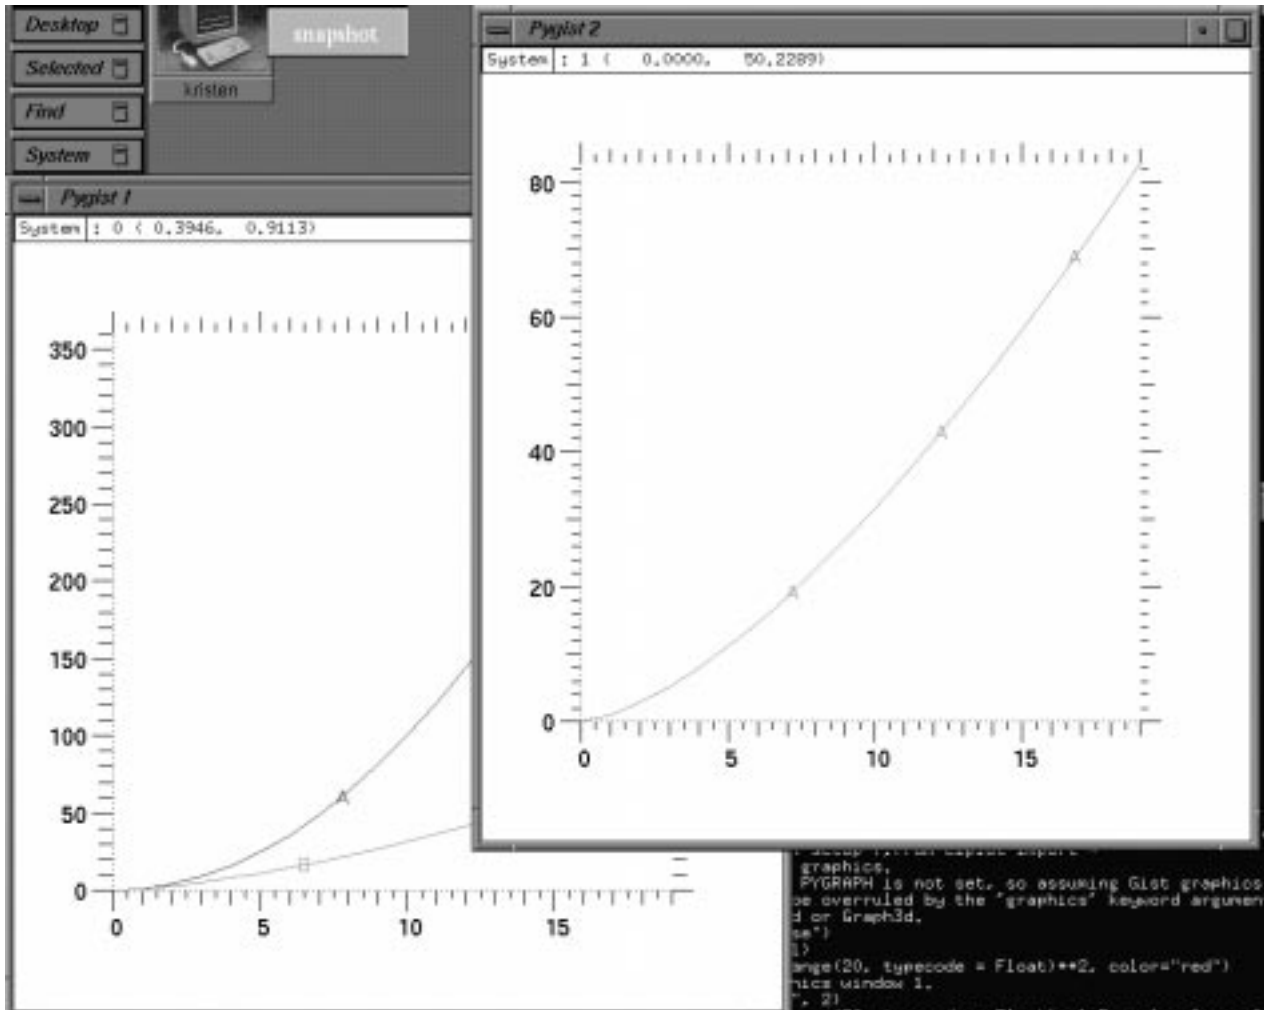 Desktop
Selected
Find
System
snapshot
kristen
Pygist 2
System : 1 ( 0.0000, 50.2289)
80
60
40
20
0
0 5 10 15
A
A
A
Pygist 1
System : 0 ( 0.3946, 0.9113)
350
300
250
200
150
100
50
0
0 5 10 15
A
B
graphics.
PYGRAPH is not set, so assuming Gist graphics
be overruled by the "graphics" keyword argumen
d or Graph3d.
se")
1)
ange(20, typecode = Float)**2, color="red")
hics window 1.
", 2)